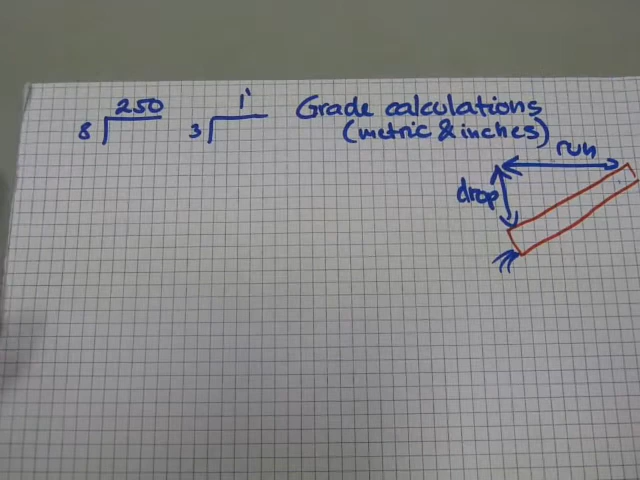 250
8
1'
3
Grade calculations
(metric & inches)
run
drop